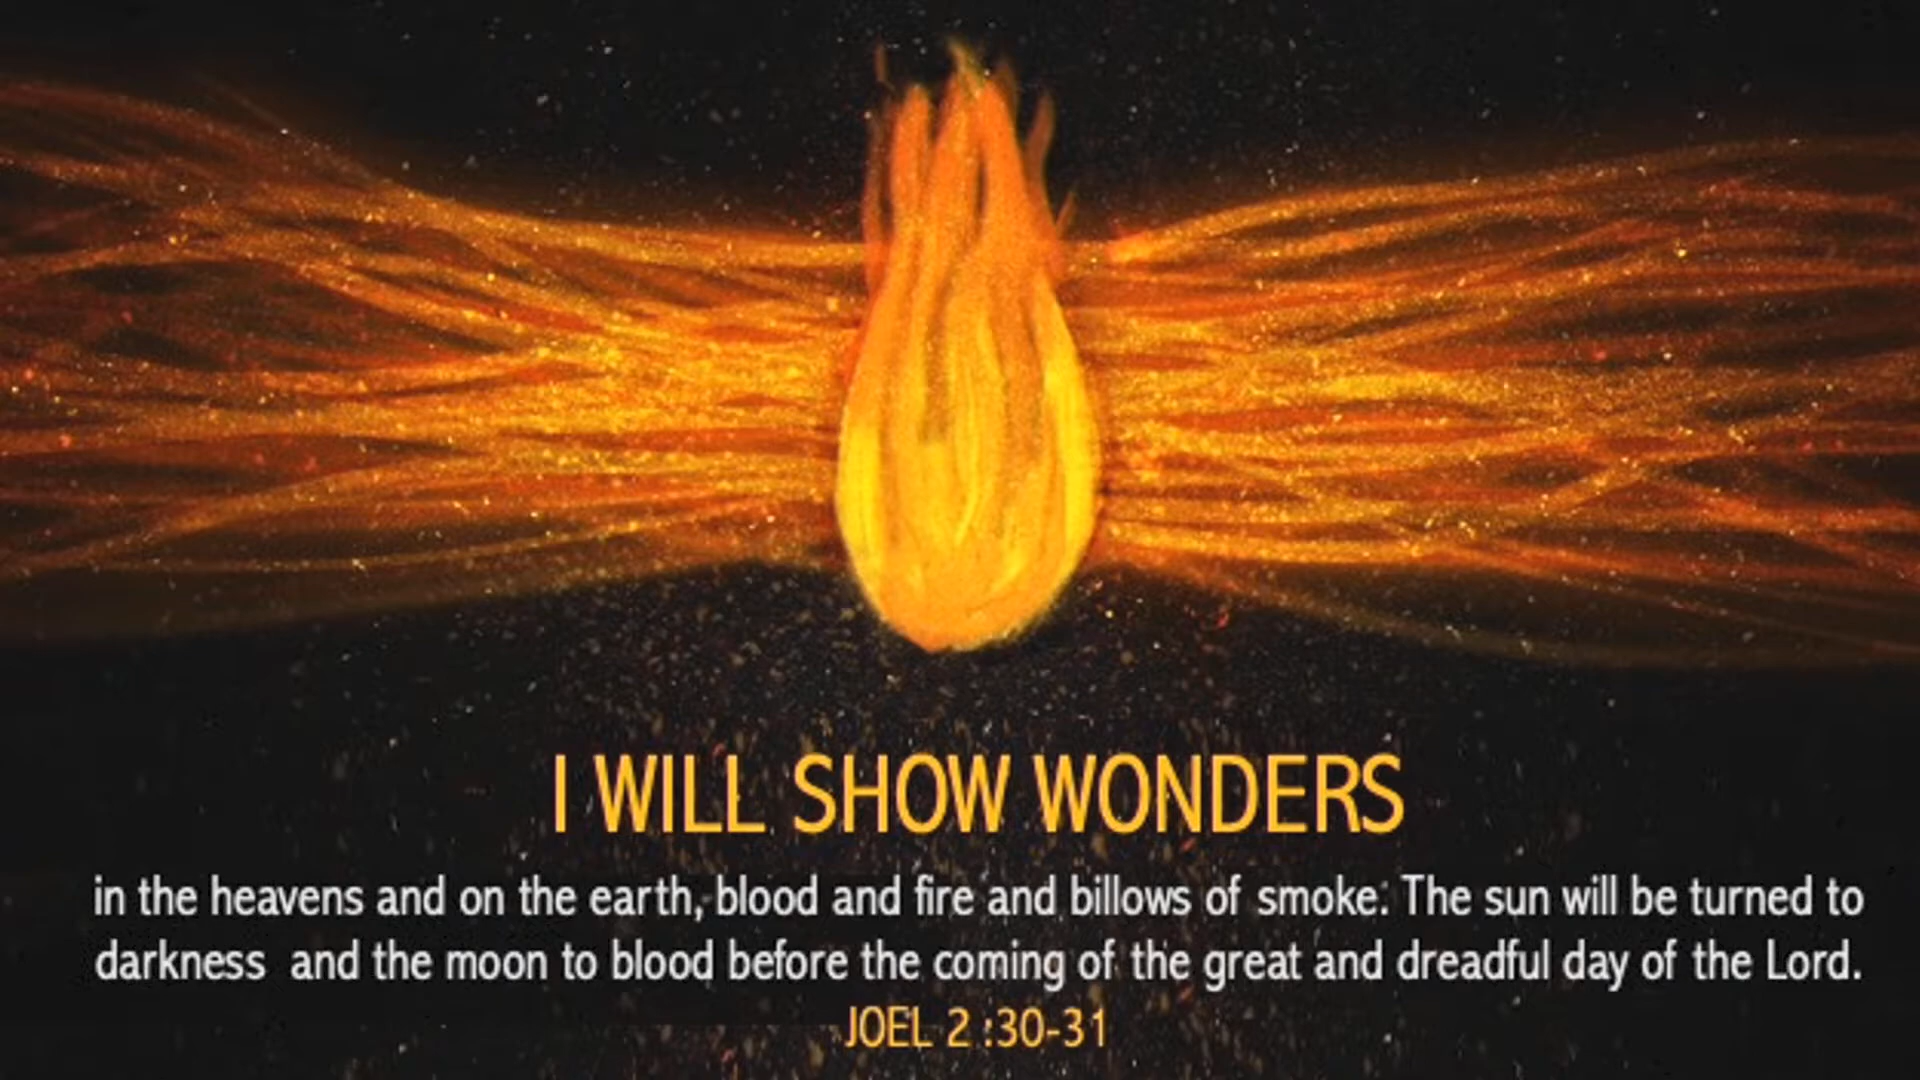 I WILL SHOW WONDERS
in the heavens and on the earth, blood and fire and billows of smoke. The sun will be turned to
darkness and the moon to blood before the coming of the great and dreadful day of the Lord.
JOEL 2 :30-31